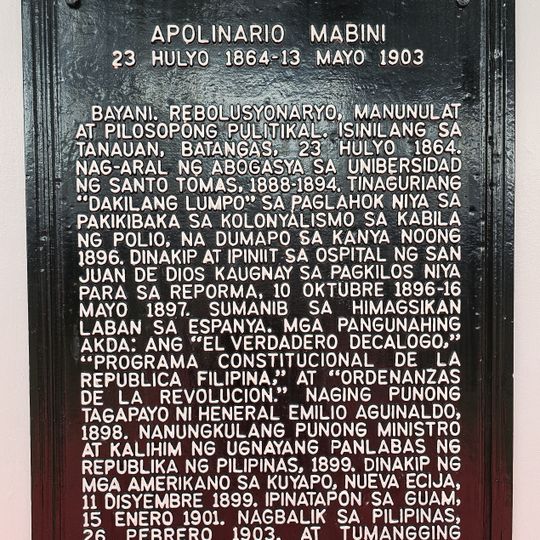 APOLINARIO MABINI
23 HULYO 1864-13 MAYO 1903
BAYANI. REBOLUSYONARYO, MANUNULAT
AT PILOSOPONG PULITIKAL. ISINILANG SA
TANAUAN, BATANGAS, 23 HULYO 1864.
NAG-ARAL NG ABOGASYA SA UNIBERSIDAD
NG SANTO TOMAS, 1888-1894. TINAGURIANG
“DAKILANG LUMPO” SA PAGLAHOK NIYA SA
PAKIKIBAKA SA KOLONYALISMO SA KABILA
NG POLIO, NA DUMAPO SA KANYA NOONG
1896. DINAKIP AT IPINIIT SA OSPITAL NG SAN
JUAN DE DIOS KAUGNAY SA PAGKILOS NIYA
PARA SA REPORMA, 10 OKTUBRE 1896-16
MAYO 1897. SUMANIB SA HIMAGSIKAN
LABAN SA ESPANYA. MGA PANGUNAHING
AKDA: ANG “EL VERDADERO DECALOGO,”
“PROGRAMA CONSTITUCIONAL DE LA
REPUBLICA FILIPINA,” AT “ORDENANZAS
DE LA REVOLUCION.” NAGING PUNONG
TAGAPAYO NI HENERAL EMILIO AGUINALDO,
1898. NANUNGKULANG PUNONG MINISTRO
AT KALIHIM NG UGNAYANG PANLABAS NG
REPUBLIKA NG PILIPINAS, 1899. DINAKIP NG
MGA AMERIKANO SA KUYAPO, NUEVA ECIJA,
11 DISYEMBRE 1899. IPINATAPON SA GUAM,
15 ENERO 1901. NAGBALIK SA PILIPINAS,
26 PEBRERO 1903, AT TUMANGGING